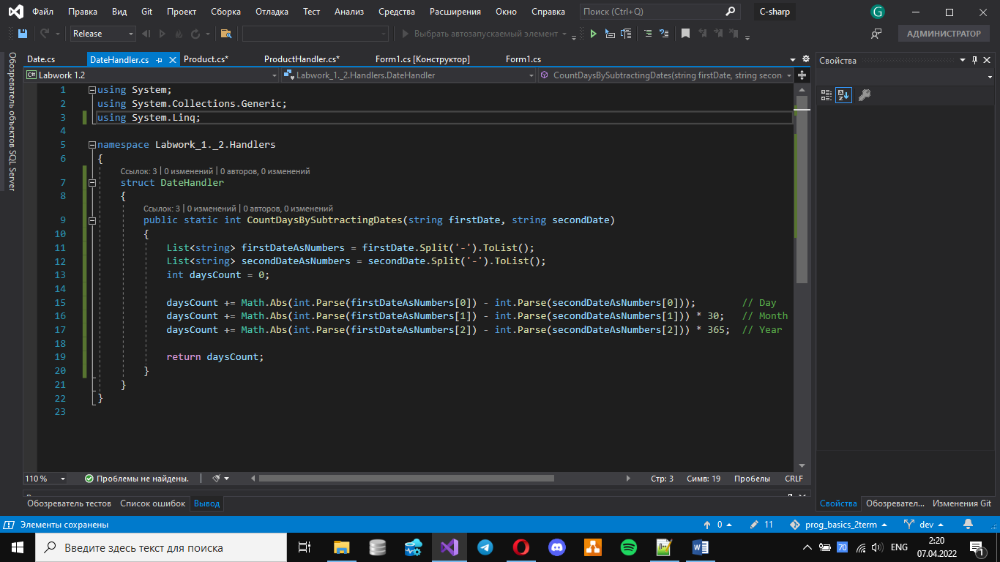 Файл Правка Вид Git Проект Сборка Отладка Тест Анализ Средства Расширения Окно Справка Поиск (Ctrl+Q) C-sharp G
Release Выбрать автозапускаемый элемент АДМИНИСТРАТОР
Обозреватель объектов SQL Server
Date.cs DateHandler.cs Product.cs* ProductHandler.cs* Form1.cs [Конструктор] Form1.cs
Свойства
C# Labwork 1.2 Labwork_1._2.Handlers.DateHandler CountDaysBySubtractingDates(string firstDate, string secon
1 using System;
2 using System.Collections.Generic;
3 using System.Linq;
4
5 namespace Labwork_1._2.Handlers
6 {
Ссылок: 3 | 0 изменений | 0 авторов, 0 изменений
7 struct DateHandler
8 {
Ссылок: 3 | 0 изменений | 0 авторов, 0 изменений
9 public static int CountDaysBySubtractingDates(string firstDate, string secondDate)
10 {
11 List<string> firstDateAsNumbers = firstDate.Split('-').ToList();
12 List<string> secondDateAsNumbers = secondDate.Split('-').ToList();
13 int daysCount = 0;
14
15 daysCount += Math.Abs(int.Parse(firstDateAsNumbers[0]) - int.Parse(secondDateAsNumbers[0])); // Day
16 daysCount += Math.Abs(int.Parse(firstDateAsNumbers[1]) - int.Parse(secondDateAsNumbers[1])) * 30; // Month
17 daysCount += Math.Abs(int.Parse(firstDateAsNumbers[2]) - int.Parse(secondDateAsNumbers[2])) * 365; // Year
18
19 return daysCount;
20 }
21 }
22 }
23
110 % Проблемы не найдены. Стр: 3 Симв: 19 Пробелы CRLF
Обозреватель тестов Список ошибок Вывод
Свойства Обозревател... Изменения Git
Элементы сохранены 0 11 prog_basics_2term dev
Введите здесь текст для поиска
70 ENG 2:20
07.04.2022
1